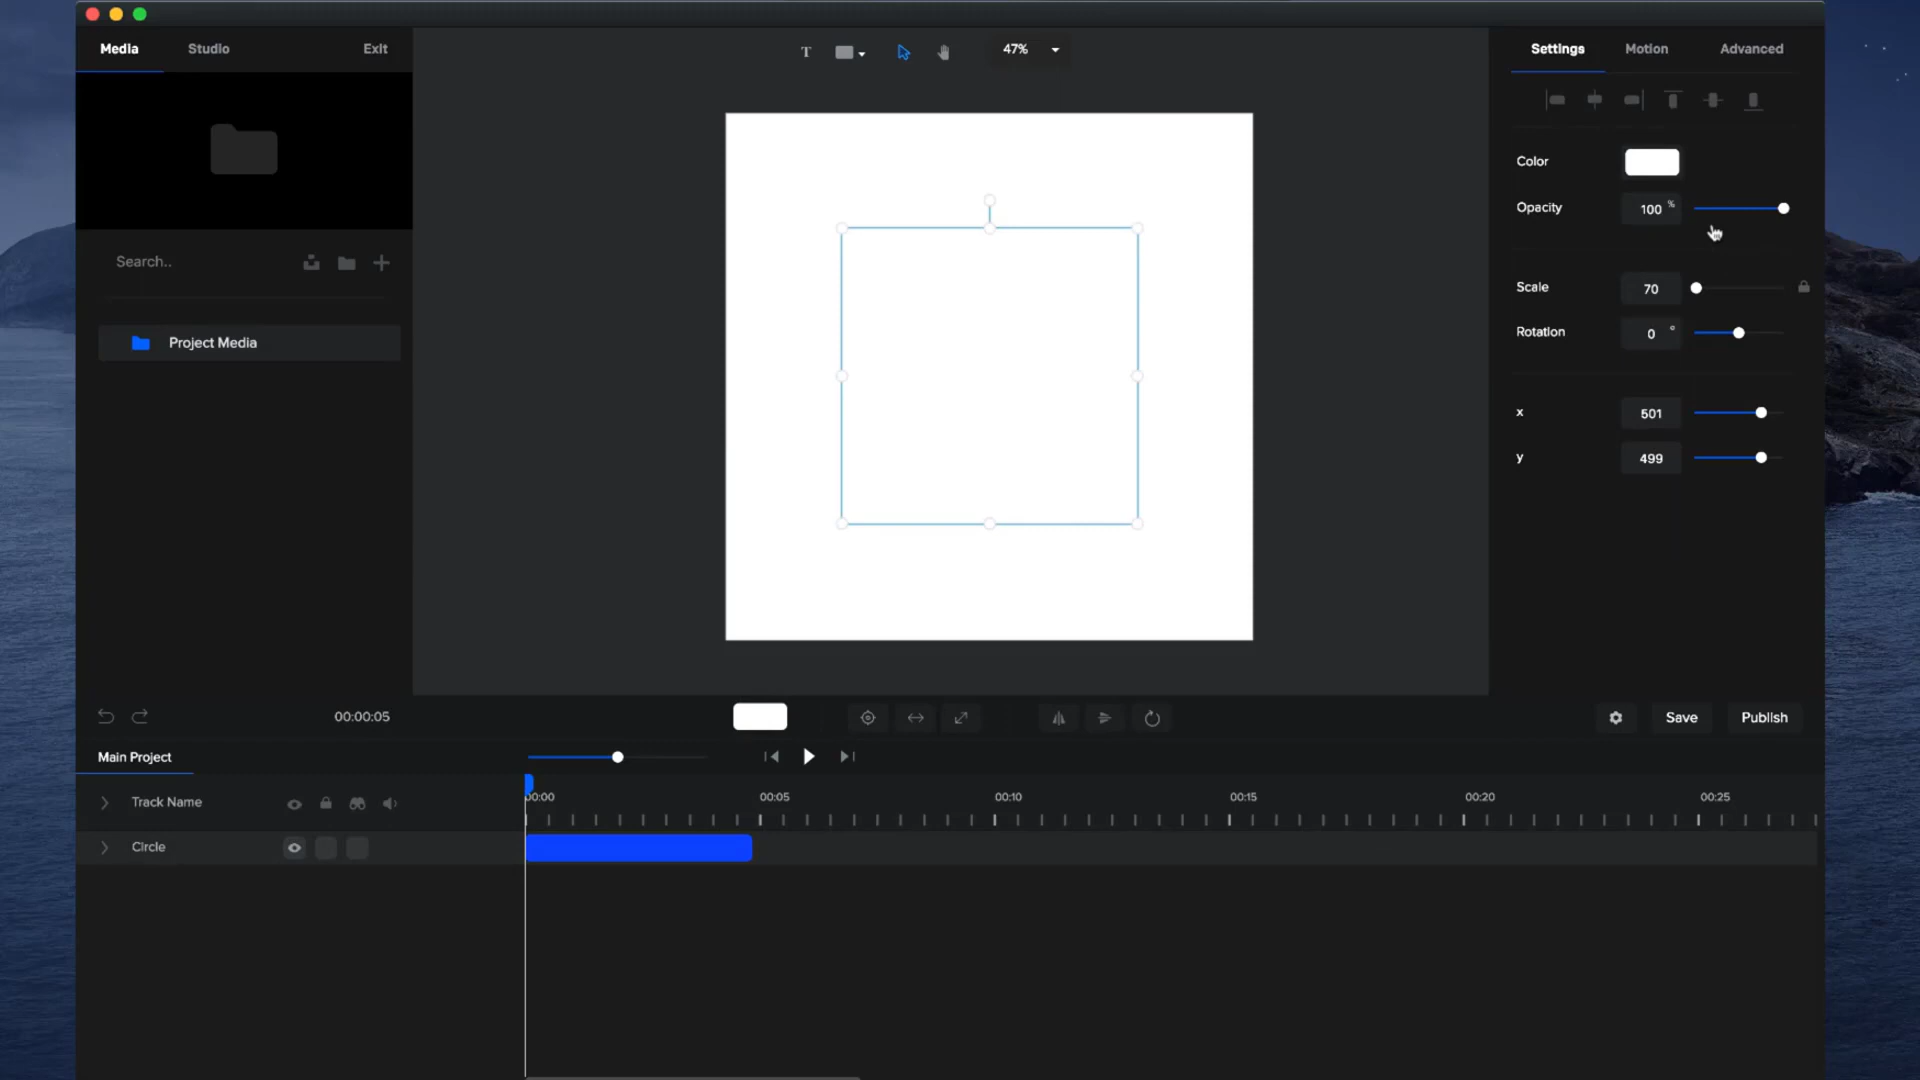 Media Studio Exit
T 47%
Settings Motion Advanced
Color
Opacity 100 %
Search..
Scale 70
Rotation 0 °
Project Media
x 501
y 499
00:00:05
Save Publish
Main Project
Track Name
00:00 00:05 00:10 00:15 00:20 00:25
Circle